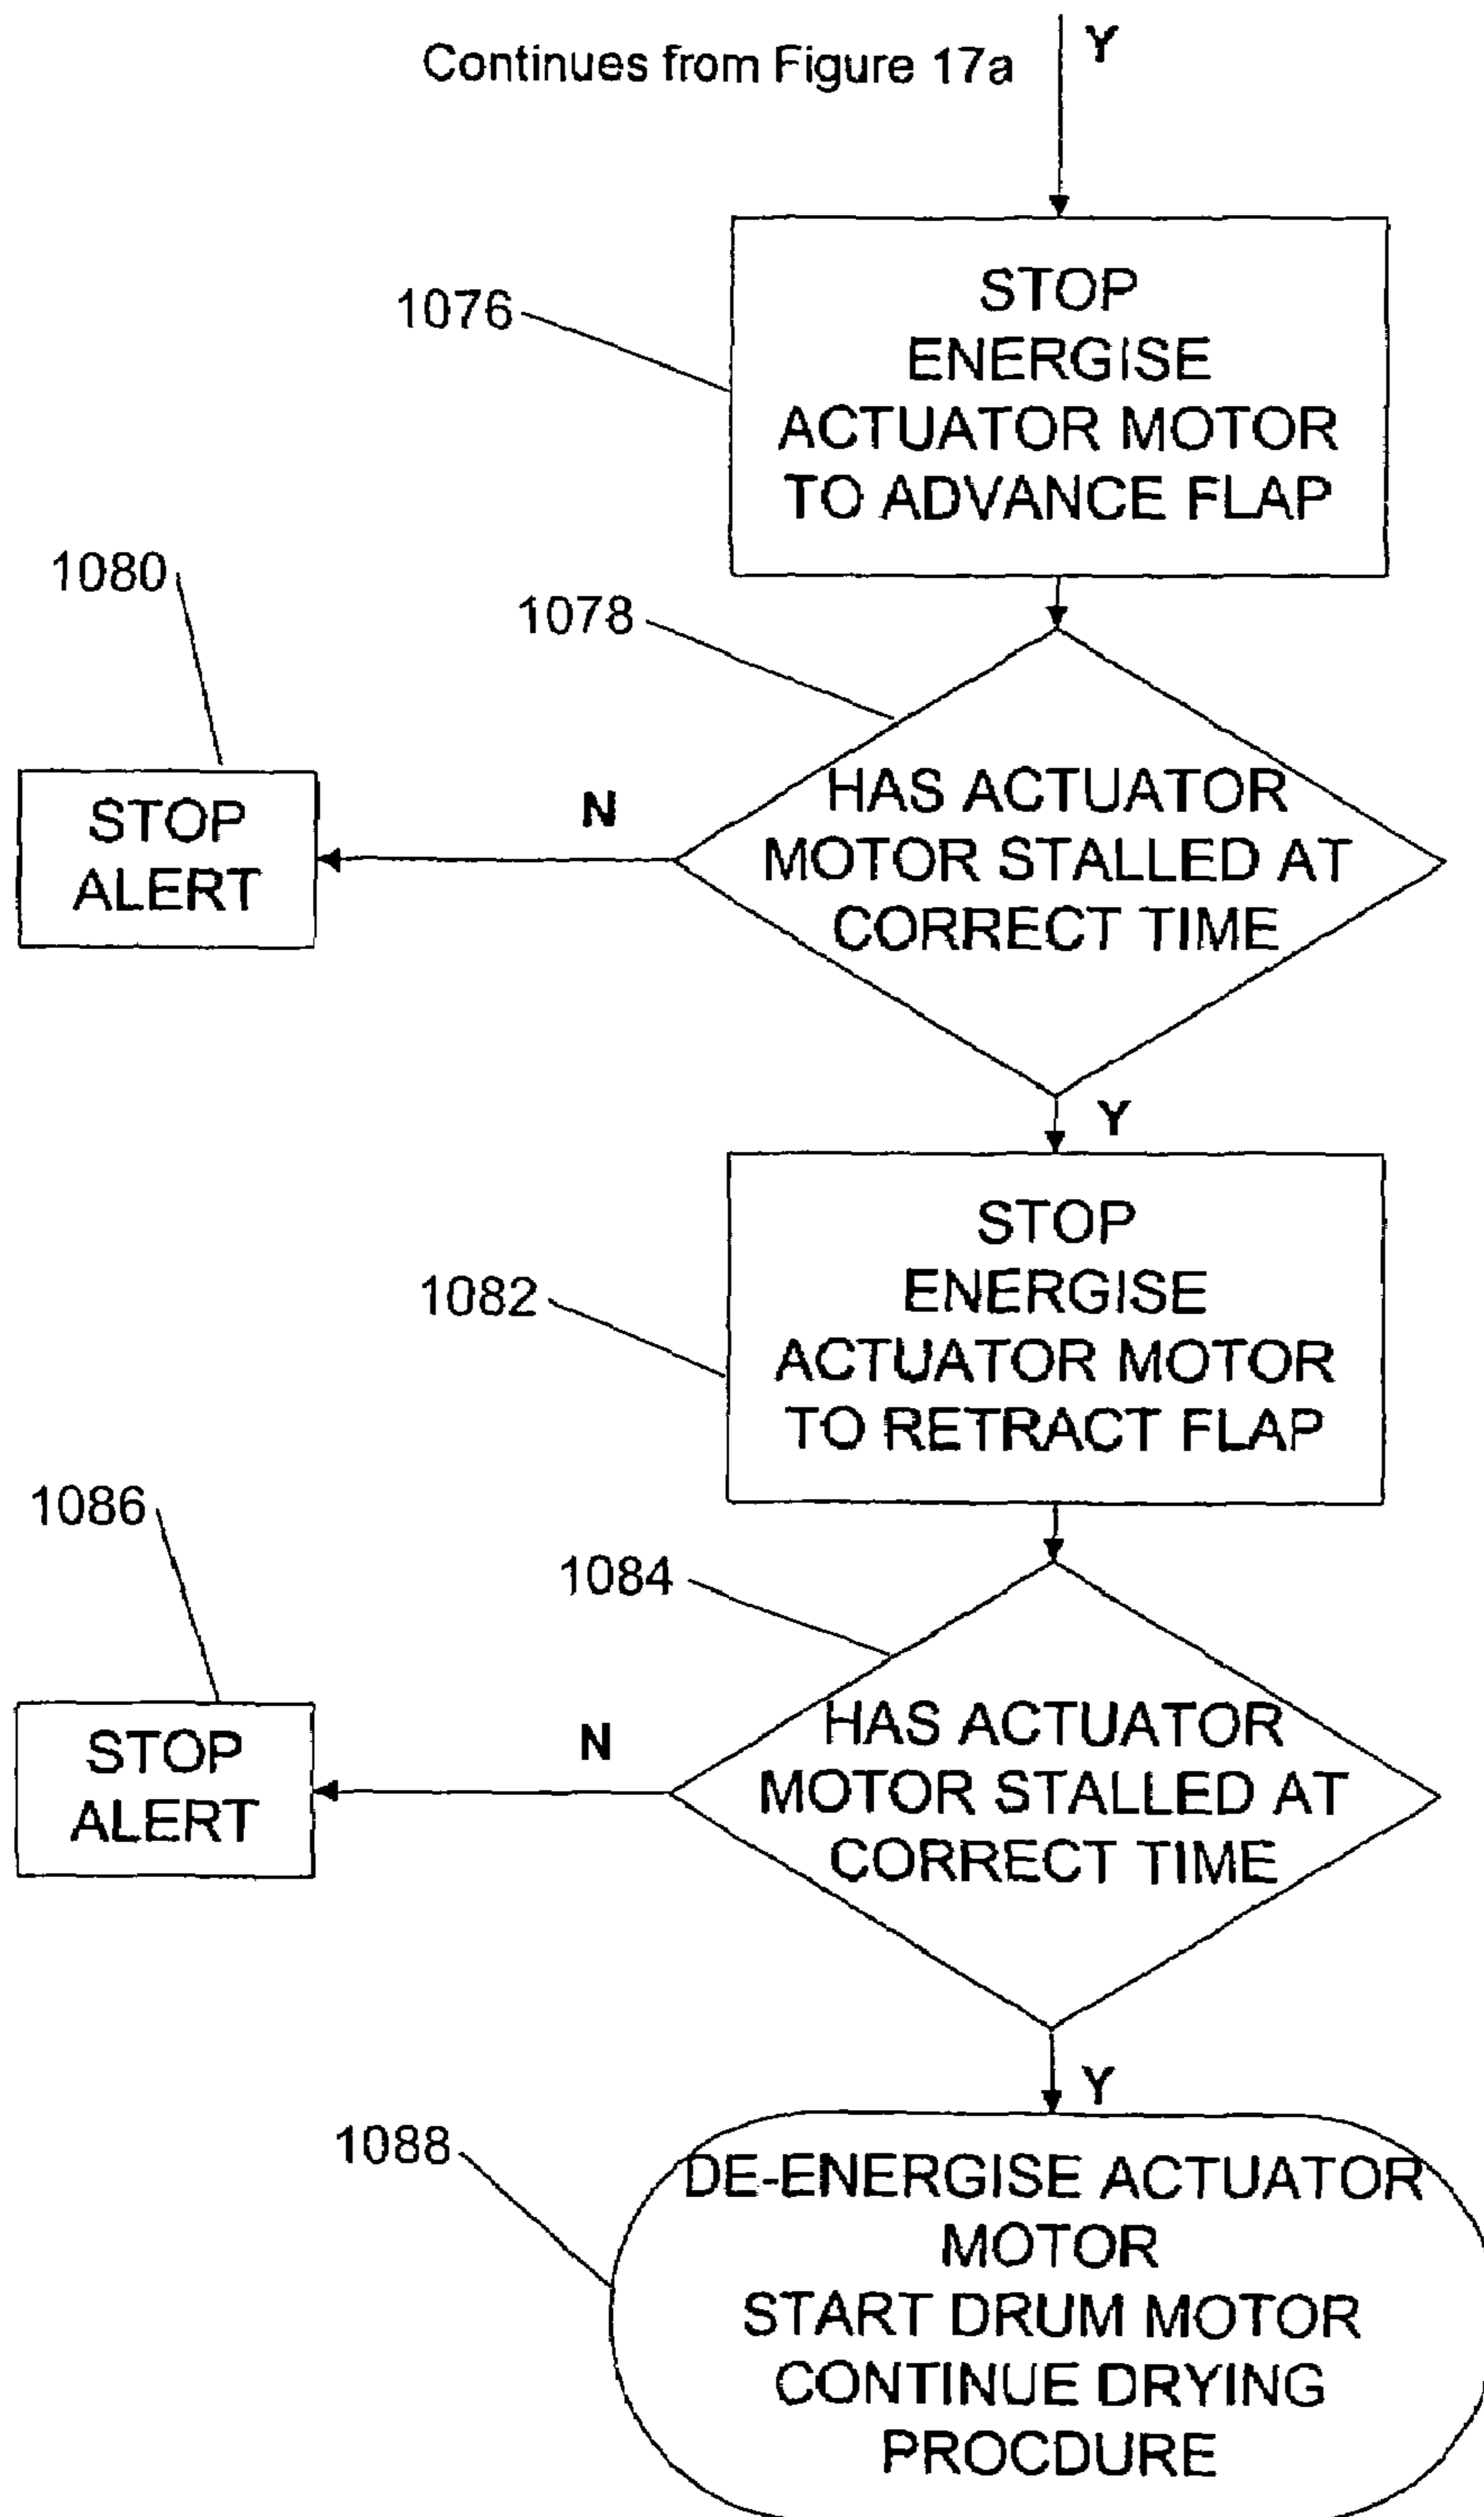 Continues from Figure 17a
Y
1076
STOP
ENERGISE
ACTUATOR MOTOR
TO ADVANCE FLAP
1080
1078
STOP
ALERT
N
HAS ACTUATOR
MOTOR STALLED AT
CORRECT TIME
Y
1082
STOP
ENERGISE
ACTUATOR MOTOR
TO RETRACT FLAP
1086
1084
STOP
ALERT
N
HAS ACTUATOR
MOTOR STALLED AT
CORRECT TIME
Y
1088
DE-ENERGISE ACTUATOR
MOTOR
START DRUM MOTOR
CONTINUE DRYING
PROCDURE